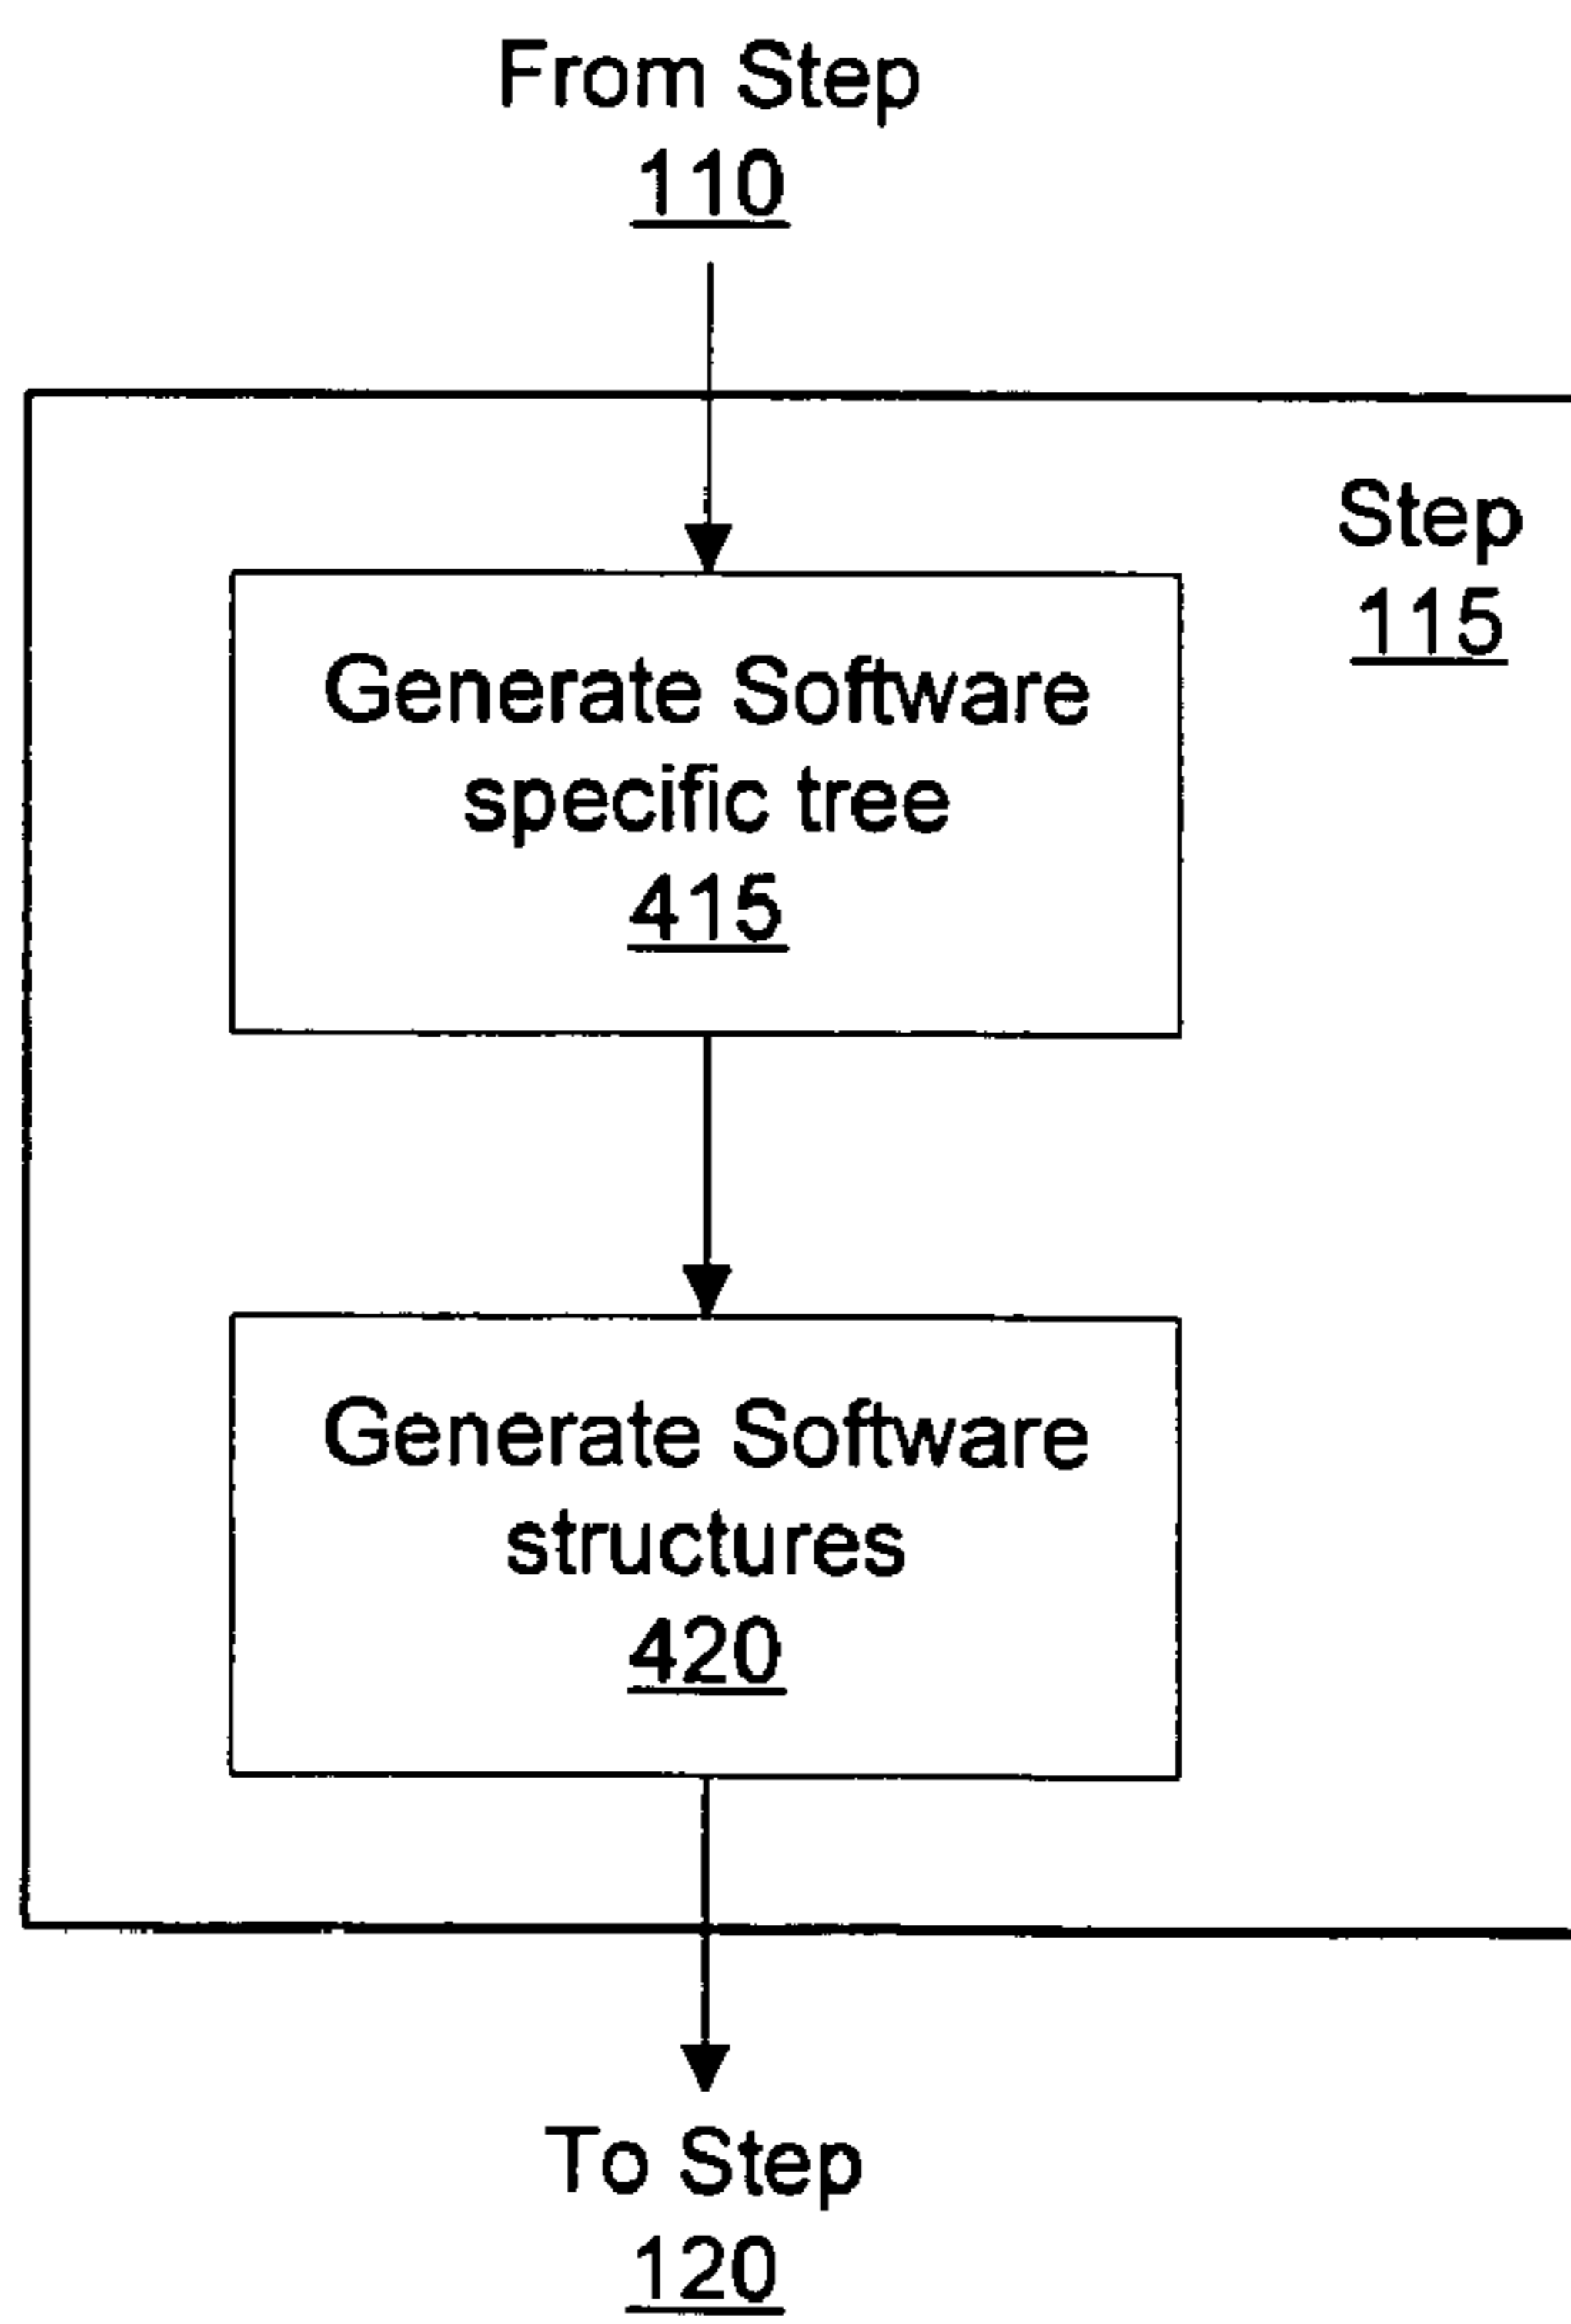 From Step
110
Step
115
Generate Software
specific tree
415
Generate Software
structures
420
To Step
120